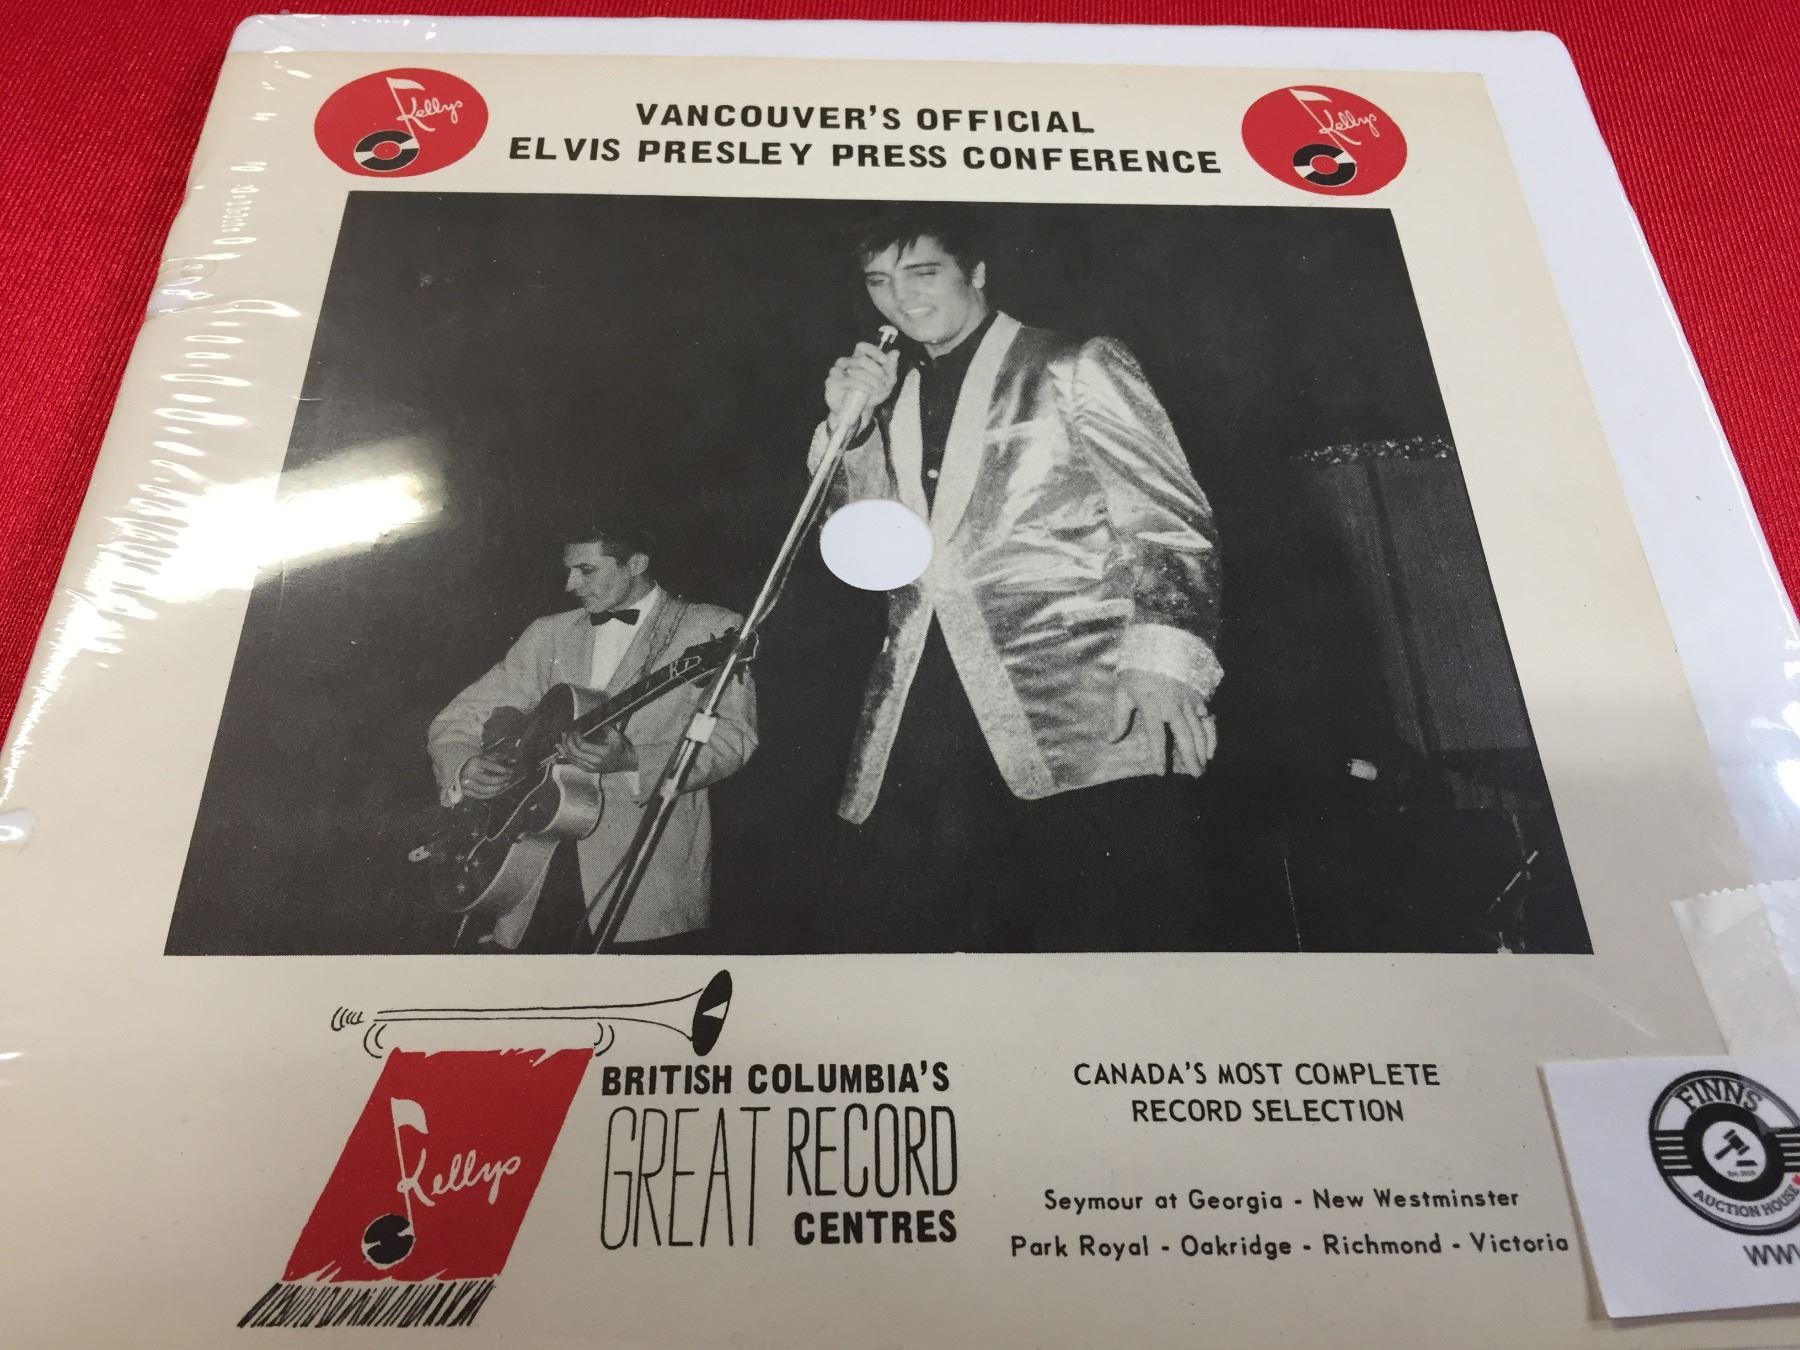 Kellys
VANCOUVER'S OFFICIAL
ELVIS PRESLEY PRESS CONFERENCE
Kellys
BRITISH COLUMBIA'S
GREAT RECORD
CENTRES
Kellys
CANADA'S MOST COMPLETE
RECORD SELECTION
Seymour at Georgia - New Westminster
Park Royal - Oakridge - Richmond - Victoria
FINNS
AUCTION HOUSE